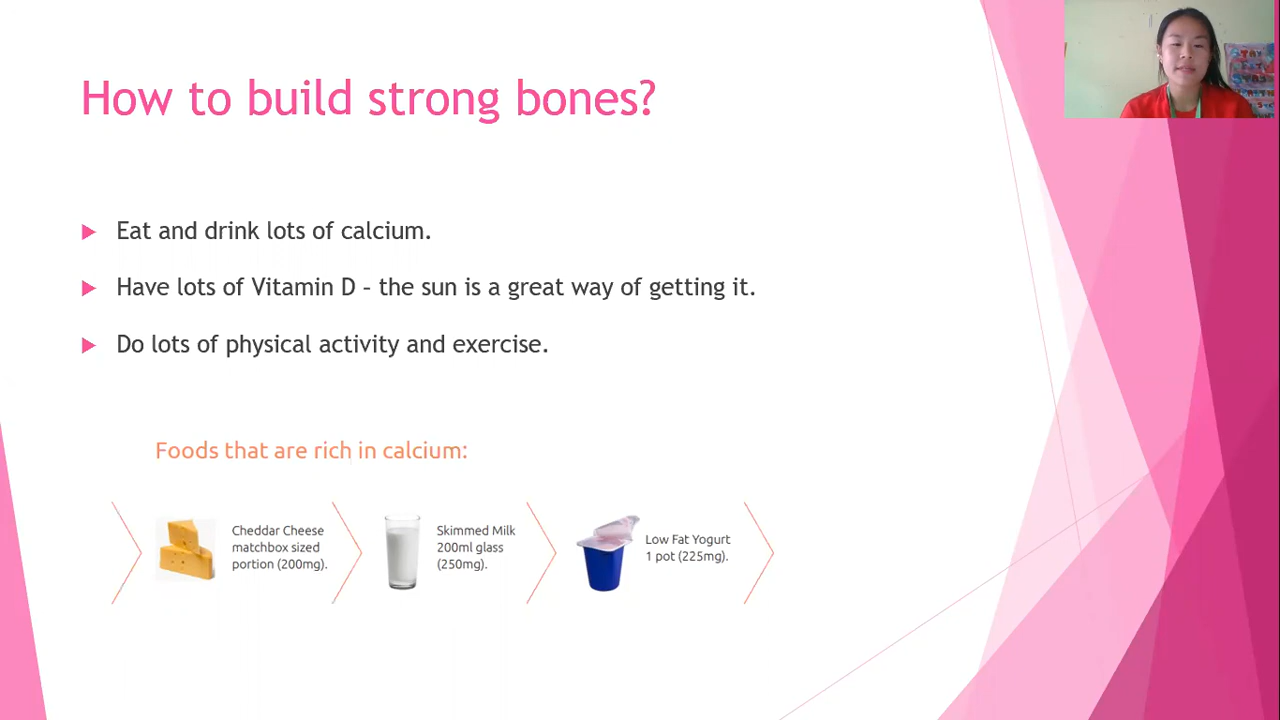 How to build strong bones?
Eat and drink lots of calcium.
Have lots of Vitamin D – the sun is a great way of getting it.
Do lots of physical activity and exercise.
Foods that are rich in calcium:
Cheddar Cheese
matchbox sized
portion (200mg).
Skimmed Milk
200ml glass
(250mg).
Low Fat Yogurt
1 pot (225mg).